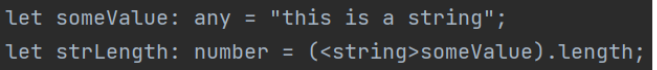 let someValue: any = "this is a string";
let strLength: number = (<string>someValue).length;